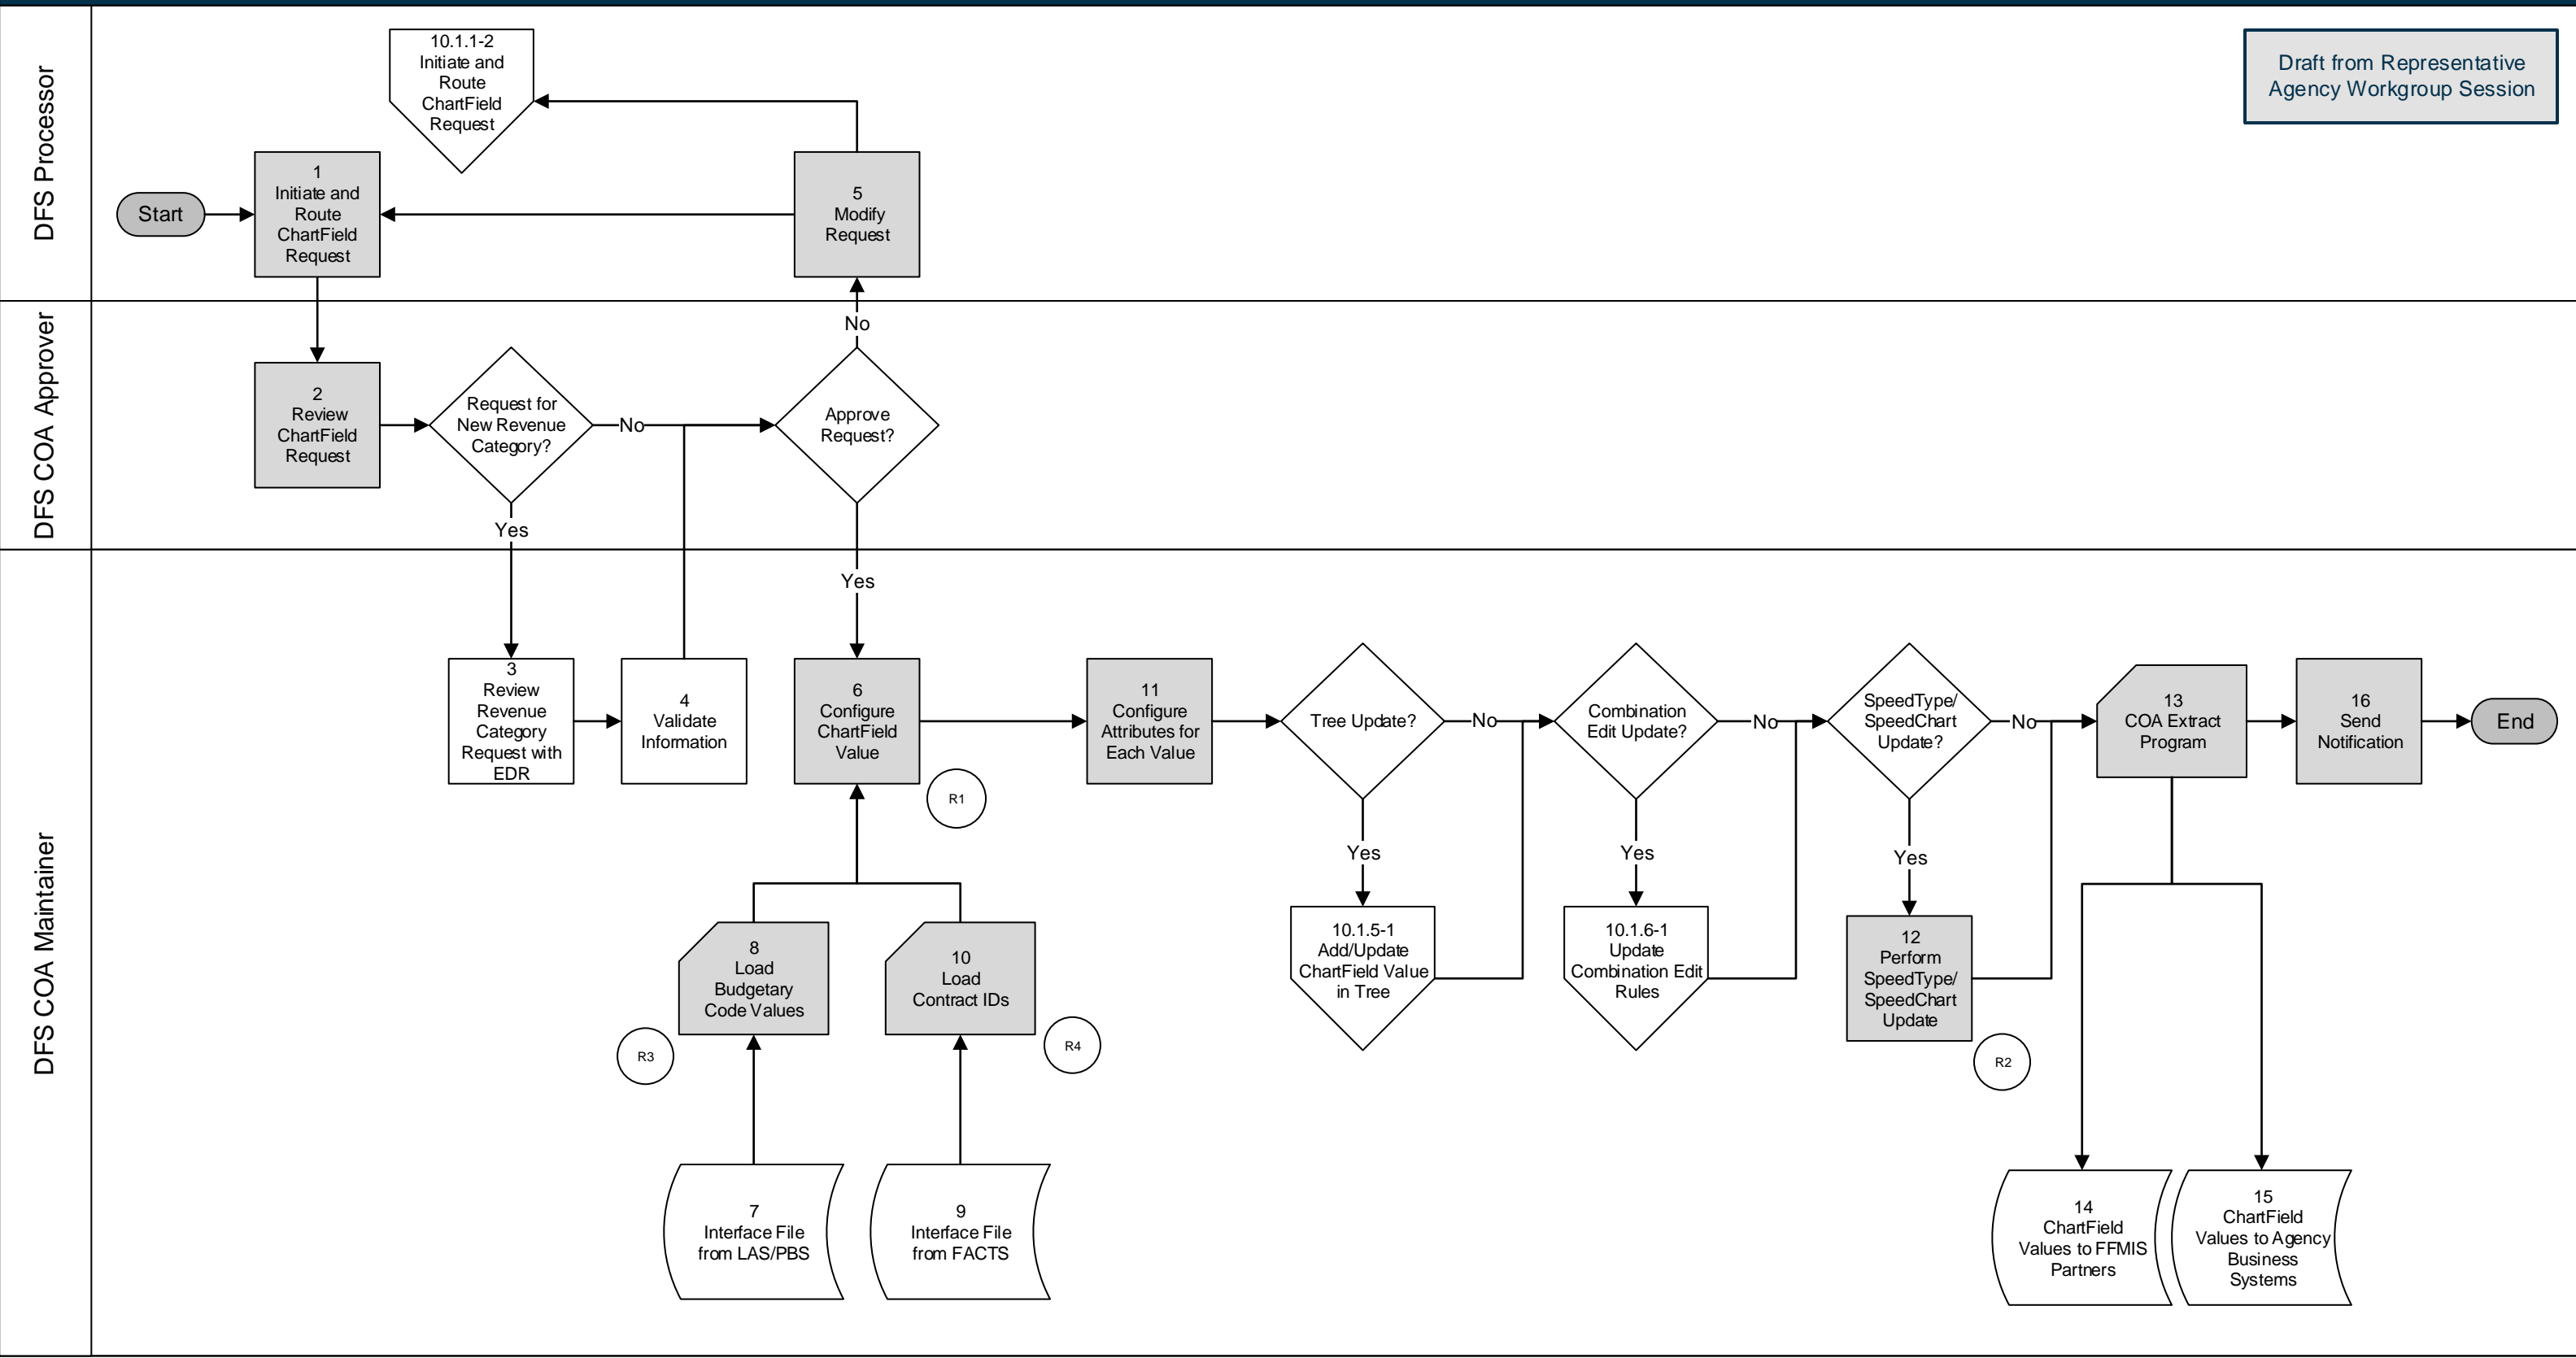 DFS Processor
10.1.1-2
Initiate and
Route
ChartField
Request
Draft from Representative
Agency Workgroup Session
Start
1
Initiate and
Route
ChartField
Request
5
Modify
Request
DFS COA Approver
No
2
Review
ChartField
Request
Request for
New Revenue
Category?
No
Approve
Request?
Yes
DFS COA Maintainer
Yes
3
Review
Revenue
Category
Request with
EDR
4
Validate
Information
6
Configure
ChartField
Value
R1
11
Configure
Attributes for
Each Value
Tree Update?
No
Combination
Edit Update?
No
SpeedType/
SpeedChart
Update?
No
13
COA Extract
Program
16
Send
Notification
End
Yes
Yes
Yes
8
Load
Budgetary
Code Values
R3
10
Load
Contract IDs
R4
10.1.5-1
Add/Update
ChartField Value
in Tree
10.1.6-1
Update
Combination Edit
Rules
12
Perform
SpeedType/
SpeedChart
Update
R2
7
Interface File
from LAS/PBS
9
Interface File
from FACTS
14
ChartField
Values to FFMIS
Partners
15
ChartField
Values to Agency
Business
Systems